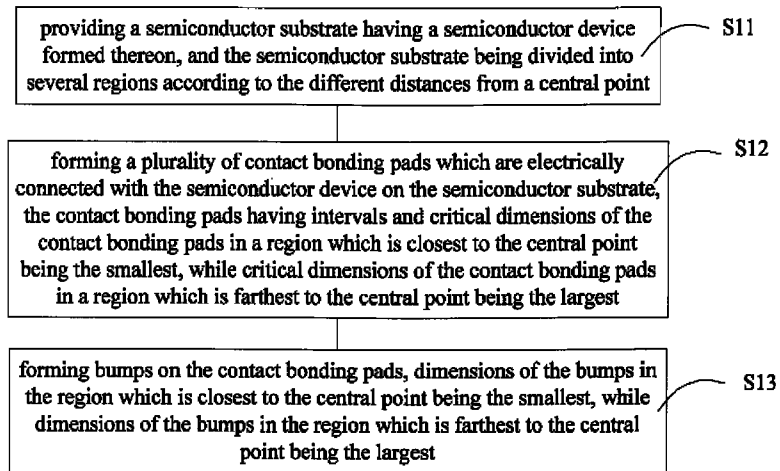 providing a semiconductor substrate having a semiconductor device
formed thereon, and the semiconductor substrate being divided into
several regions according to the different distances from a central point
S11
forming a plurality of contact bonding pads which are electrically
connected with the semiconductor device on the semiconductor substrate,
the contact bonding pads having intervals and critical dimensions of the
contact bonding pads in a region which is closest to the central point
being the smallest, while critical dimensions of the contact bonding pads
in a region which is farthest to the central point being the largest
S12
forming bumps on the contact bonding pads, dimensions of the bumps in
the region which is closest to the central point being the smallest, while
dimensions of the bumps in the region which is farthest to the central
point being the largest
S13